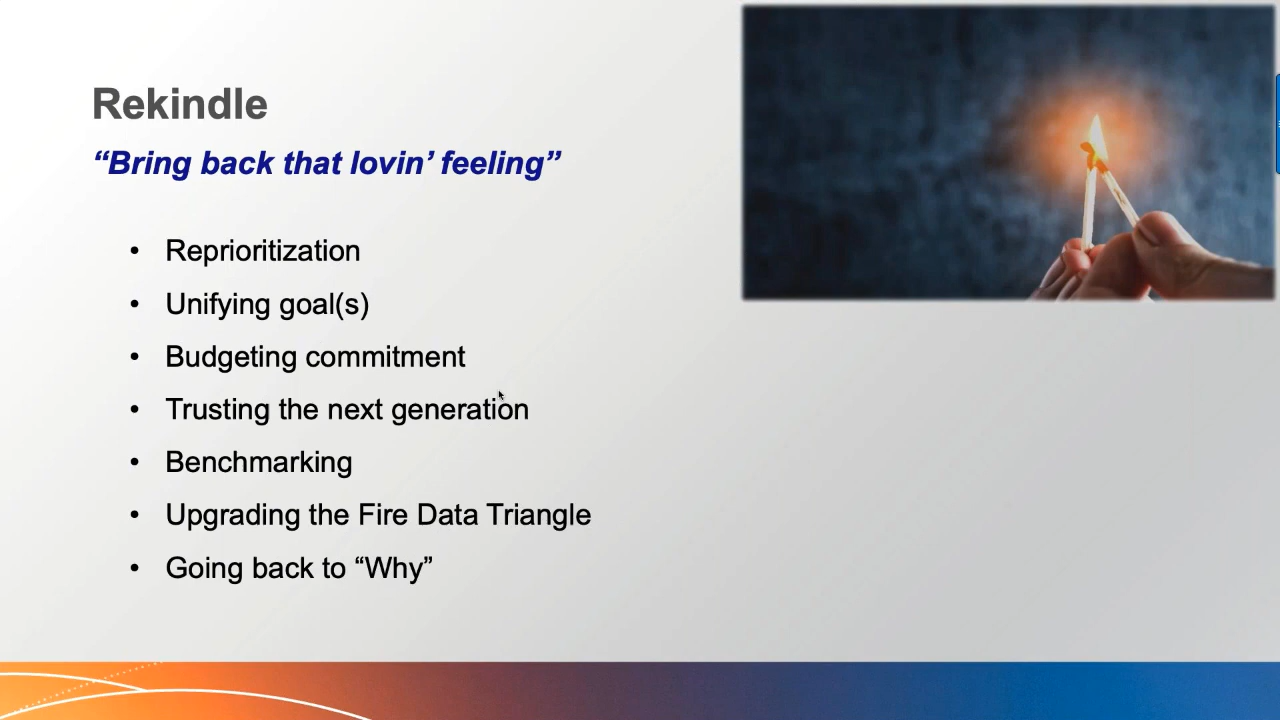 Rekindle
“Bring back that lovin’ feeling”
• Reprioritization
• Unifying goal(s)
• Budgeting commitment
• Trusting the next generation
• Benchmarking
• Upgrading the Fire Data Triangle
• Going back to “Why”